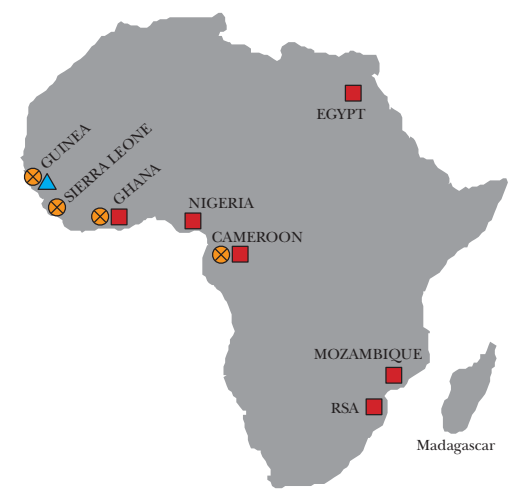 EGYPT
GUINEA
SIERRA LEONE
GHANA
NIGERIA
CAMEROON
MOZAMBIQUE
RSA
Madagascar